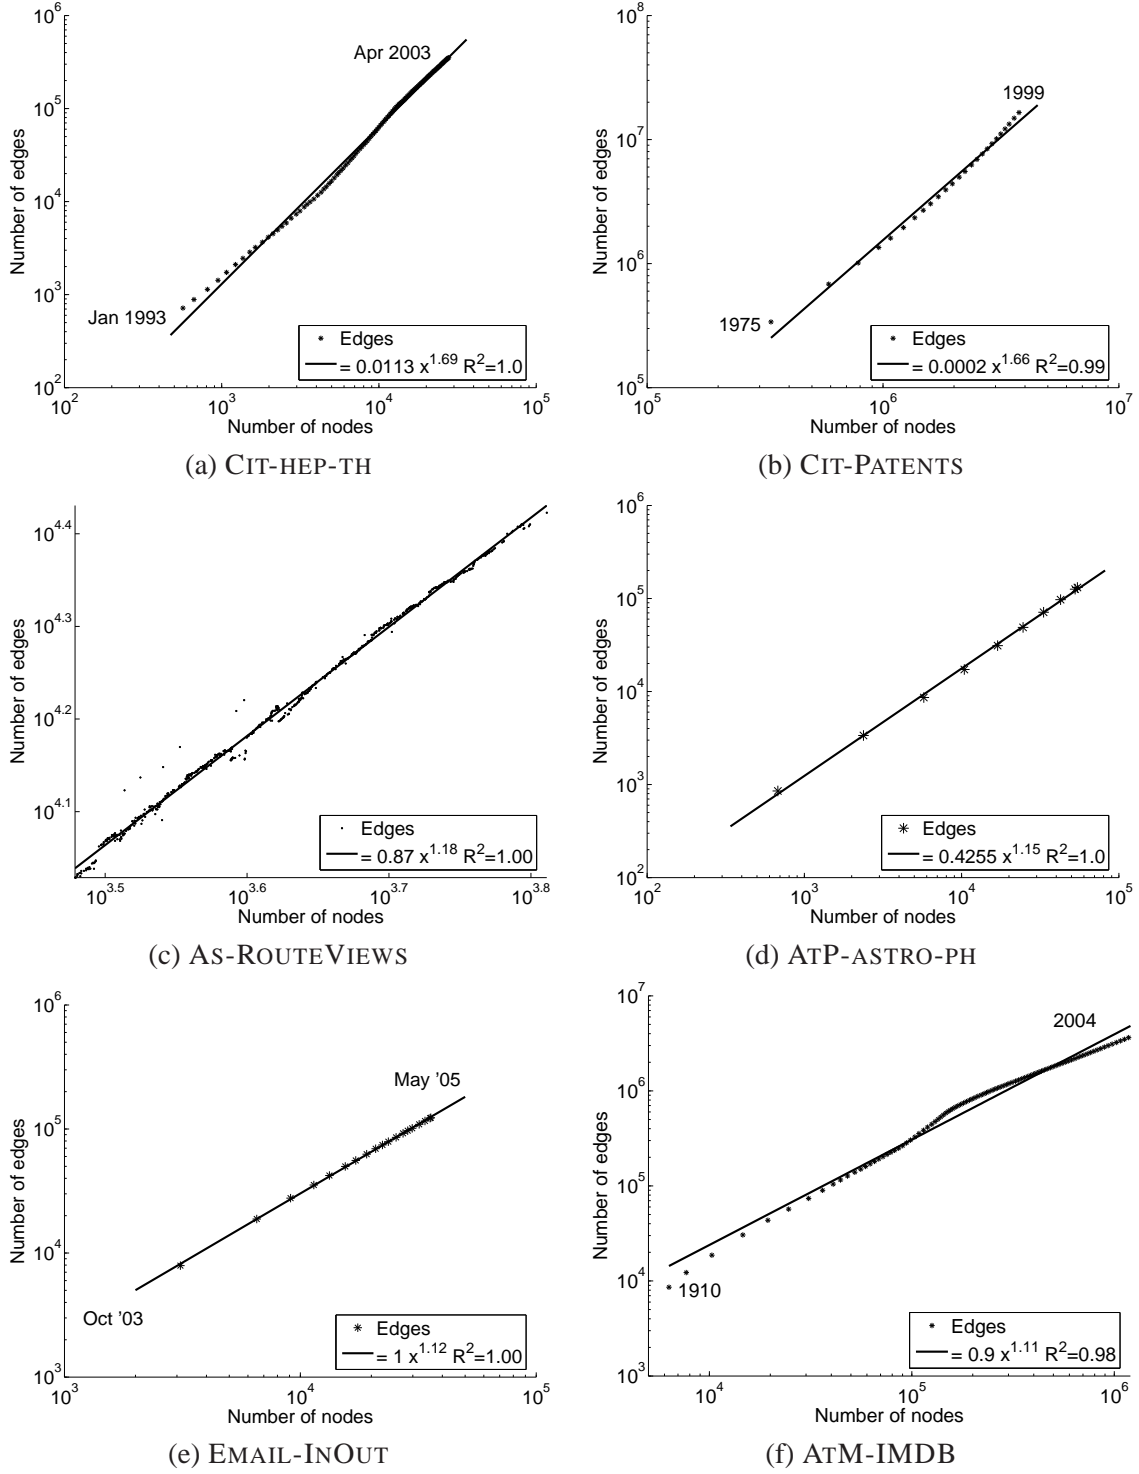 10^6
10^5
10^4
10^3
10^2
Number of edges
Apr 2003
Jan 1993
Edges
= 0.0113 x^1.69 R^2=1.0
10^2 10^3 10^4 10^5
Number of nodes
(a) CIT-HEP-TH
10^8
10^7
10^6
10^5
Number of edges
1999
1975
Edges
= 0.0002 x^1.66 R^2=0.99
10^5 10^6 10^7
Number of nodes
(b) CIT-PATENTS
10^4.4
10^4.3
10^4.2
10^4.1
Number of edges
Edges
= 0.87 x^1.18 R^2=1.00
10^3.5 10^3.6 10^3.7 10^3.8
Number of nodes
(c) AS-ROUTEVIEWS
10^6
10^5
10^4
10^3
10^2
Number of edges
Edges
= 0.4255 x^1.15 R^2=1.0
10^2 10^3 10^4 10^5
Number of nodes
(d) ATP-ASTRO-PH
10^6
10^5
10^4
10^3
Number of edges
May '05
Oct '03
Edges
= 1 x^1.12 R^2=1.00
10^3 10^4 10^5
Number of nodes
(e) EMAIL-INOUT
10^7
10^6
10^5
10^4
10^3
Number of edges
2004
1910
Edges
= 0.9 x^1.11 R^2=0.98
10^4 10^5 10^6
Number of nodes
(f) ATM-IMDB